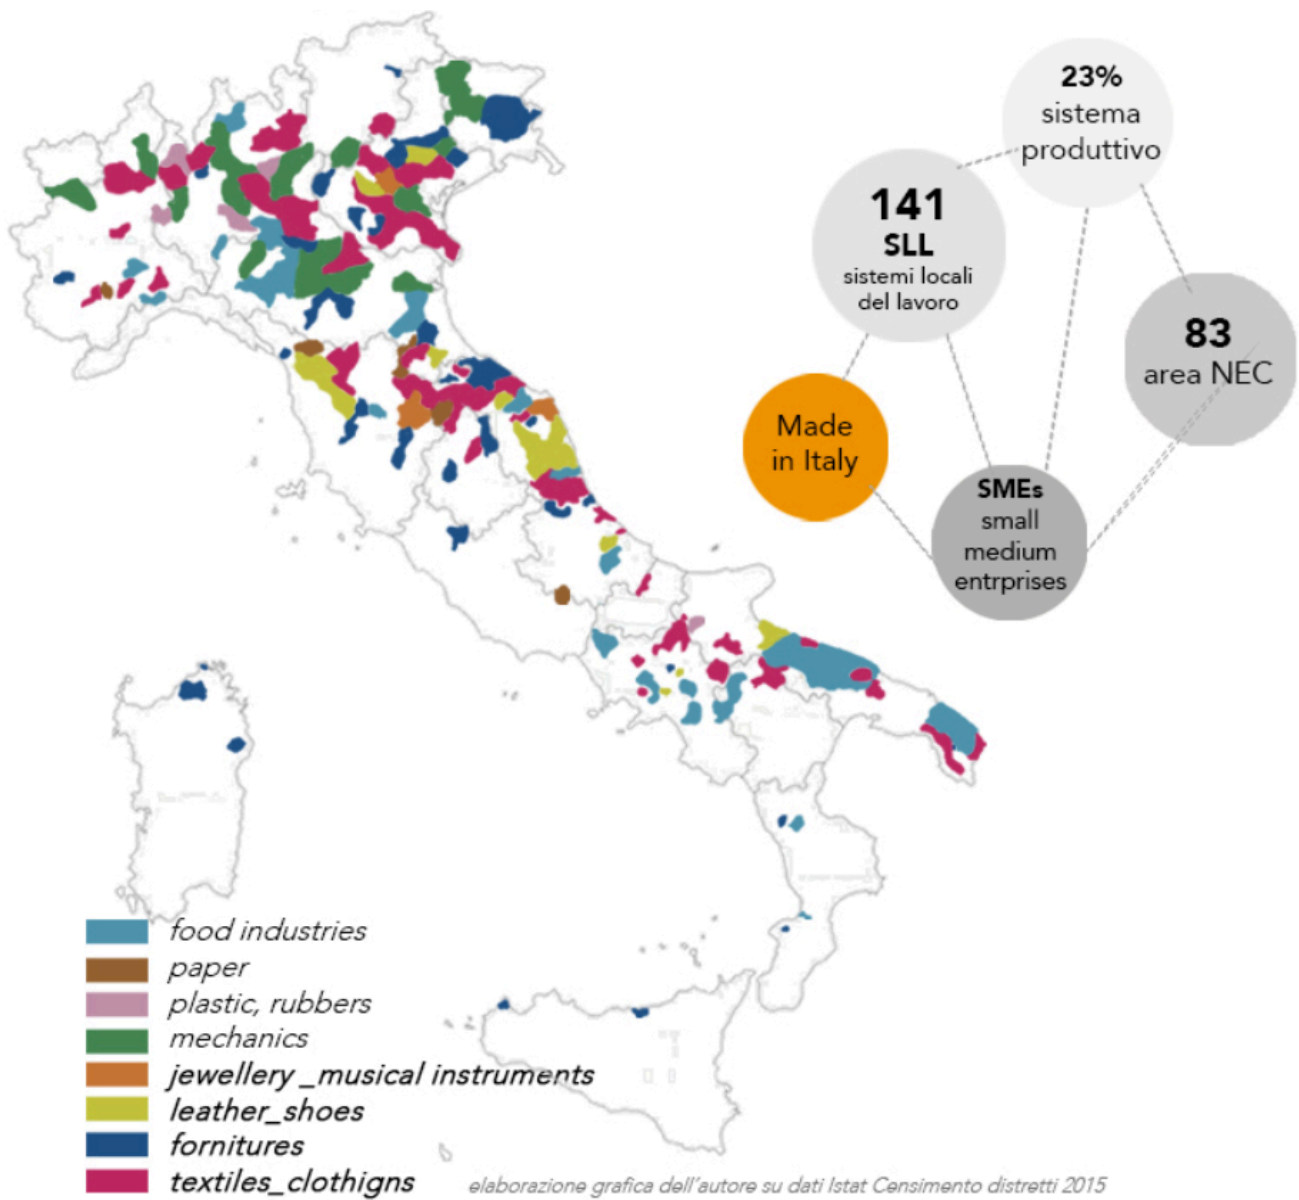 23%
sistema
produttivo
141
SLL
sistemi locali
del lavoro
83
area NEC
Made
in Italy
SMEs
small
medium
entrprises
food industries
paper
plastic, rubbers
mechanics
jewellery _musical instruments
leather_shoes
fornitures
textiles_clothigns
elaborazione grafica dell'autore su dati Istat Censimento distretti 2015